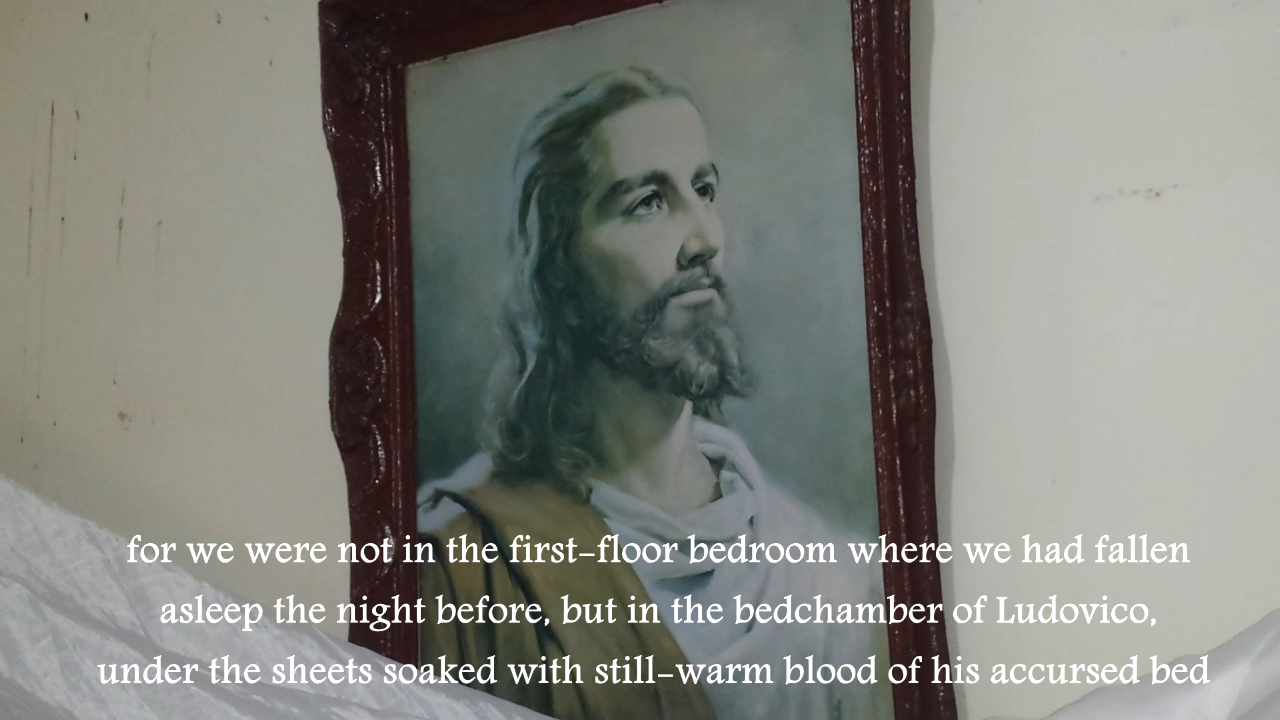 for we were not in the first-floor bedroom where we had fallen
asleep the night before, but in the bedchamber of Ludovico,
under the sheets soaked with still-warm blood of his accursed bed